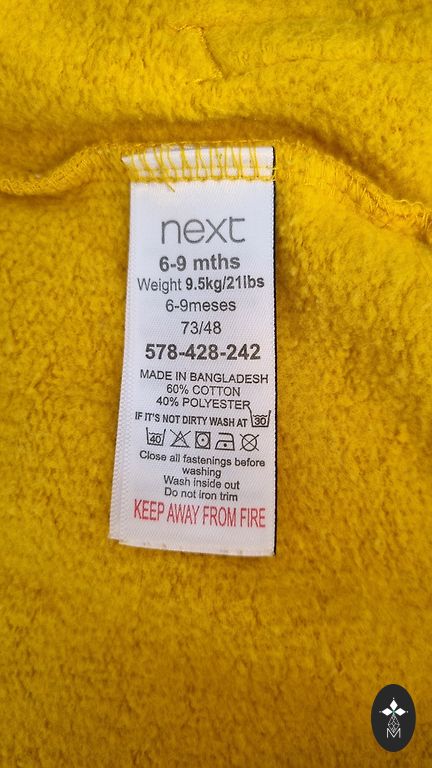 next
6-9 mths
Weight 9.5kg/21lbs
6-9meses
73/48
578-428-242
MADE IN BANGLADESH
60% COTTON
40% POLYESTER
IF IT'S NOT DIRTY WASH AT 30
40
Close all fastenings before
washing
Wash inside out
Do not iron trim
KEEP AWAY FROM FIRE
M